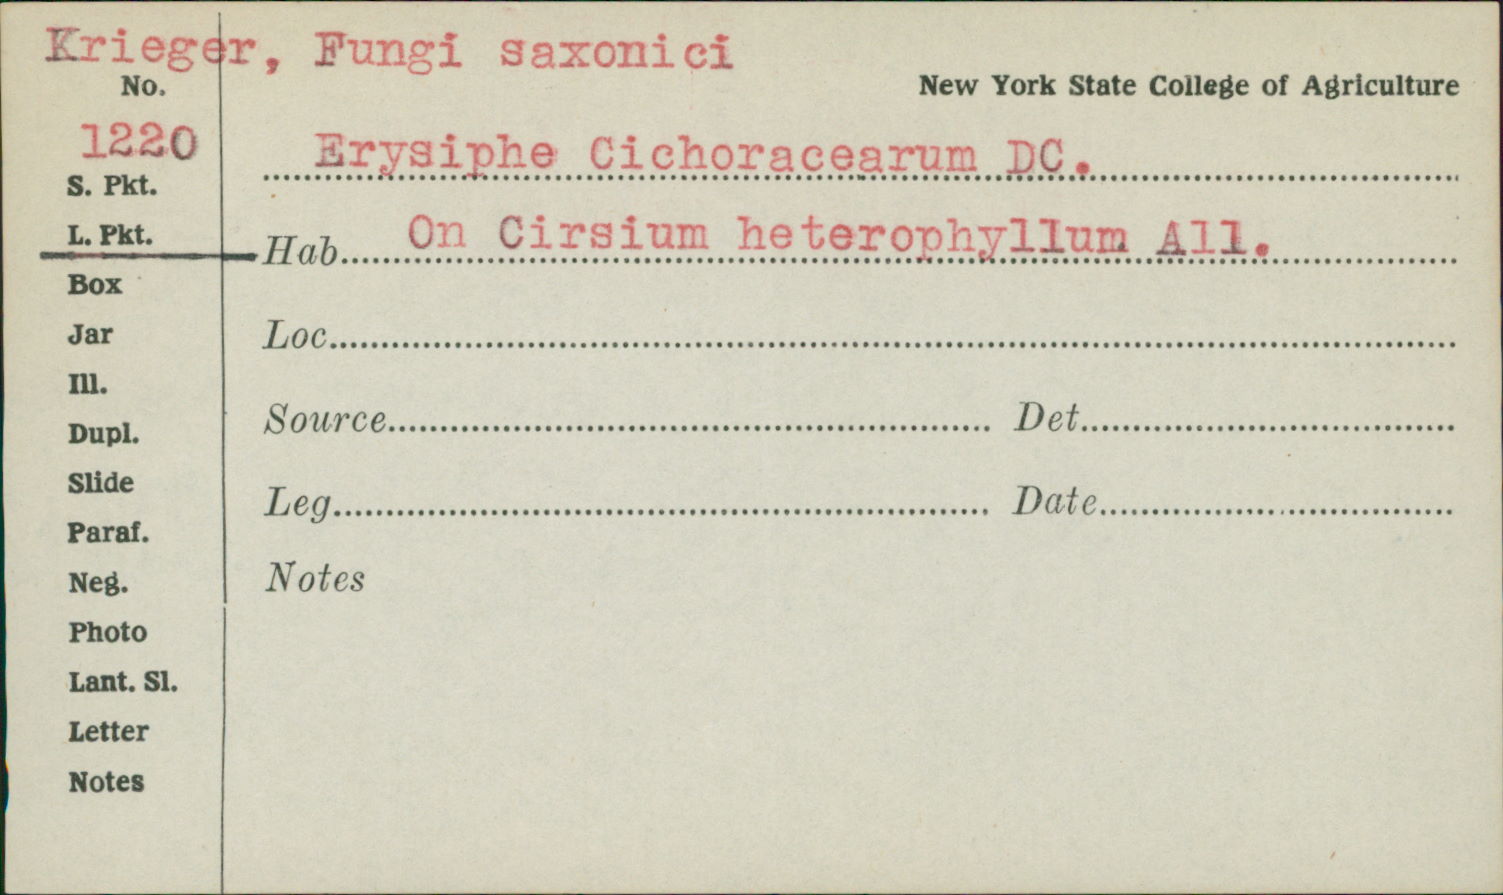 Krieger, Fungi saxonici
No.
New York State College of Agriculture
1220
Erysiphe Cichoracearum DC.
S. Pkt.
L. Pkt.
Hab. On Cirsium heterophyllum All.
Box
Jar
Loc.
Ill.
Dupl.
Source Det.
Slide
Leg. Date
Paraf.
Neg.
Notes
Photo
Lant. Sl.
Letter
Notes